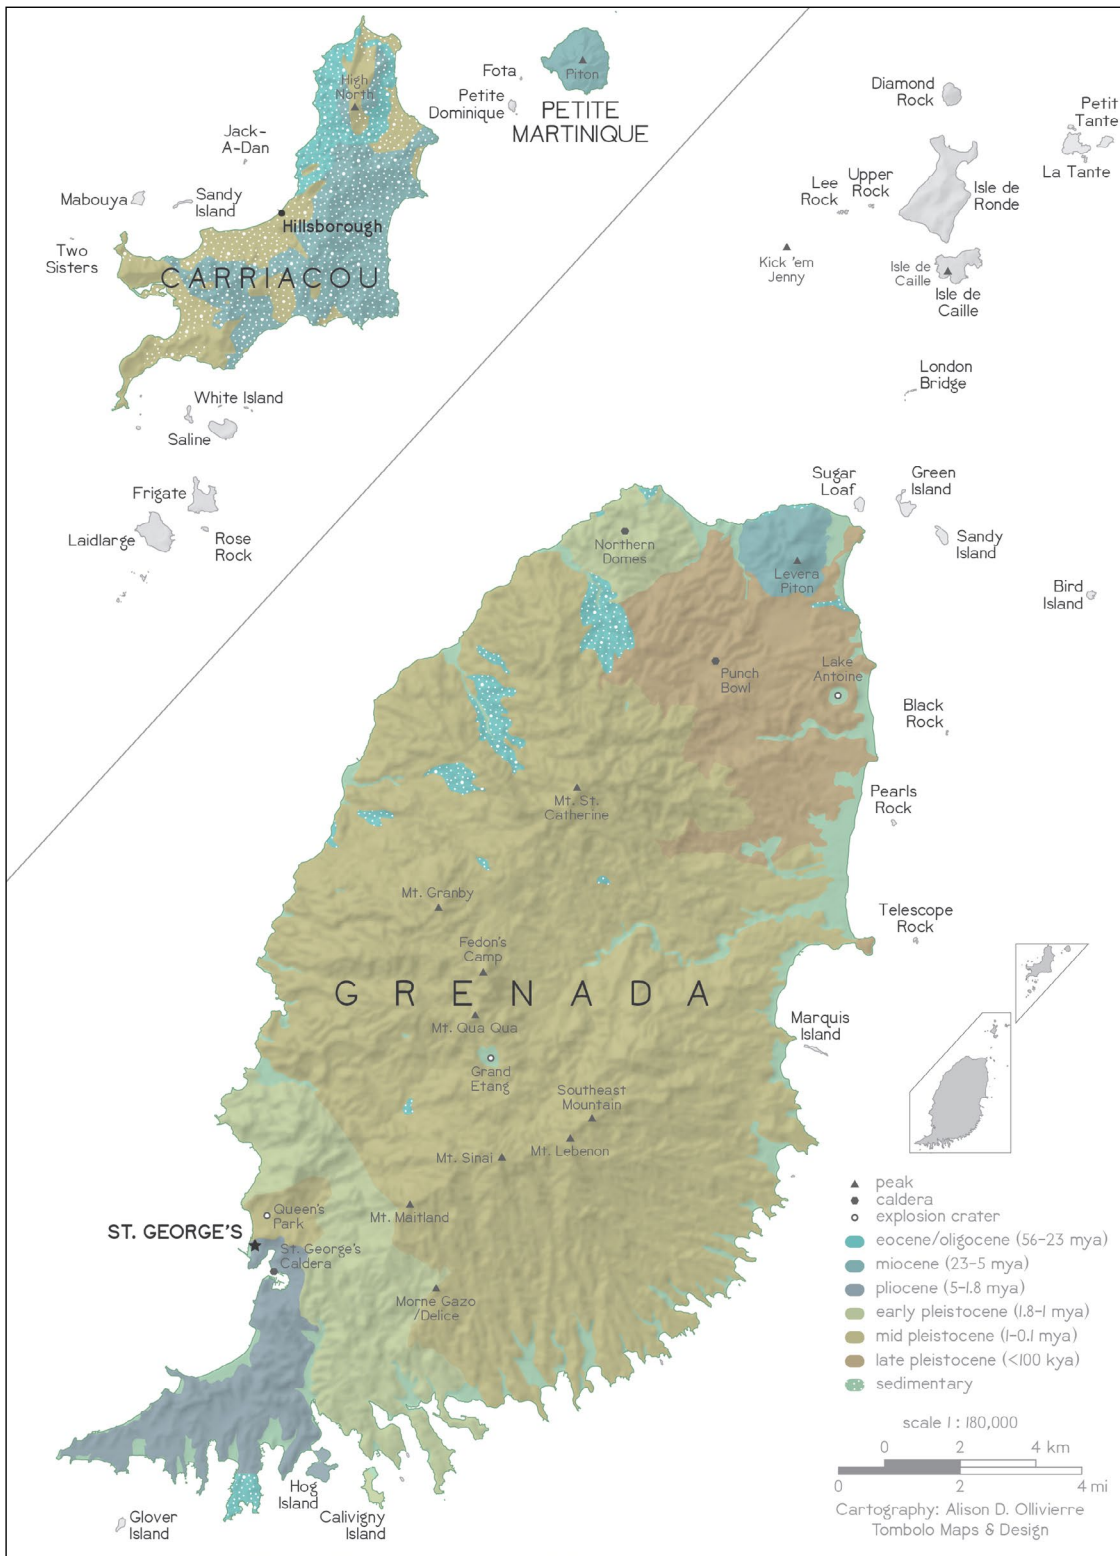 Fota
Piton
Petite
Dominique
PETITE
MARTINIQUE
High
North
Jack-
A-Dan
Mabouya
Sandy
Island
Hillsborough
Two
Sisters
CARRIACOU
White Island
Saline
Frigate
Laidlarge
Rose
Rock
Diamond
Rock
Petit
Tante
La Tante
Upper
Rock
Lee
Rock
Isle de
Ronde
Kick 'em
Jenny
Isle de
Caille
Isle de
Caille
London
Bridge
Sugar
Loaf
Green
Island
Sandy
Island
Bird
Island
Northern
Domes
Levera
Piton
Punch
Bowl
Lake
Antoine
Black
Rock
Mt. St.
Catherine
Pearls
Rock
Mt. Granby
Telescope
Rock
Fedon's
Camp
GRENADA
Mt. Qua Qua
Marquis
Island
Grand
Etang
Southeast
Mountain
Mt. Lebenon
Mt. Sinai
Mt. Maitland
Queen's
Park
ST. GEORGE'S
St. George's
Caldera
Morne Gazo
/Delice
Hog
Island
Glover
Island
Calivigny
Island
peak
caldera
explosion crater
eocene/oligocene (56-23 mya)
miocene (23-5 mya)
pliocene (5-1.8 mya)
early pleistocene (1.8-1 mya)
mid pleistocene (1-0.1 mya)
late pleistocene (<100 kya)
sedimentary
scale 1 : 180,000
0 2 4 km
0 2 4 mi
Cartography: Alison D. Ollivierre
Tombolo Maps & Design